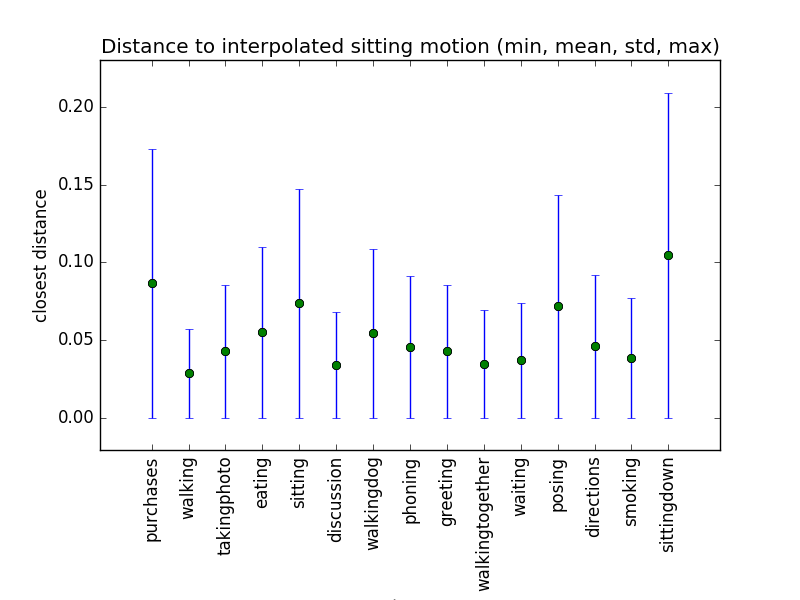 Distance to interpolated sitting motion (min, mean, std, max)
closest distance
0.20
0.15
0.10
0.05
0.00
purchases
walking
takingphoto
eating
sitting
discussion
walkingdog
phoning
greeting
walkingtogether
waiting
posing
directions
smoking
sittingdown